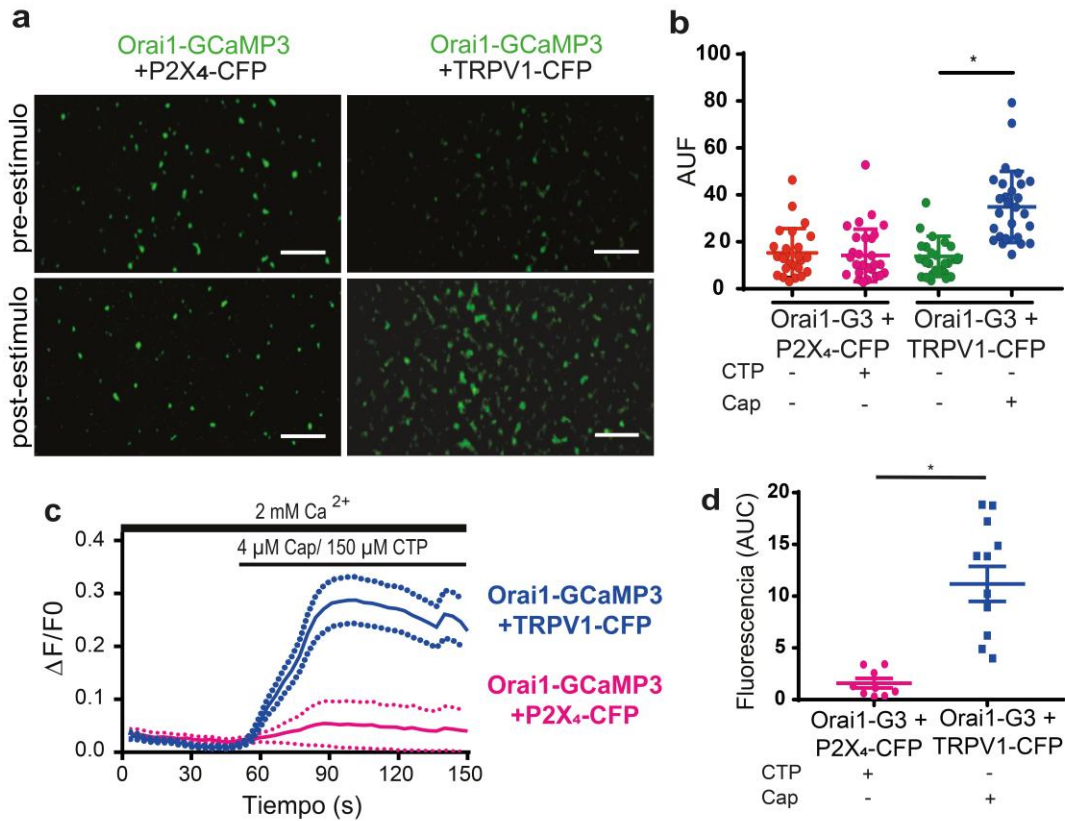 a
Orai1-GCaMP3
+P2X₄-CFP
Orai1-GCaMP3
+TRPV1-CFP
pre-estímulo
post-estímulo
b
100
80
60
40
20
0
AUF
*
Orai1-G3 +
P2X₄-CFP
Orai1-G3 +
TRPV1-CFP
CTP - + - -
Cap - - - +
c
2 mM Ca²⁺
4 µM Cap/ 150 µM CTP
0.4
0.3
0.2
0.1
0.0
ΔF/F0
0 30 60 90 120 150
Tiempo (s)
Orai1-GCaMP3
+TRPV1-CFP
Orai1-GCaMP3
+P2X₄-CFP
d
*
20
15
10
5
0
Fluorescencia (AUC)
Orai1-G3 +
P2X₄-CFP
Orai1-G3 +
TRPV1-CFP
CTP + -
Cap - +